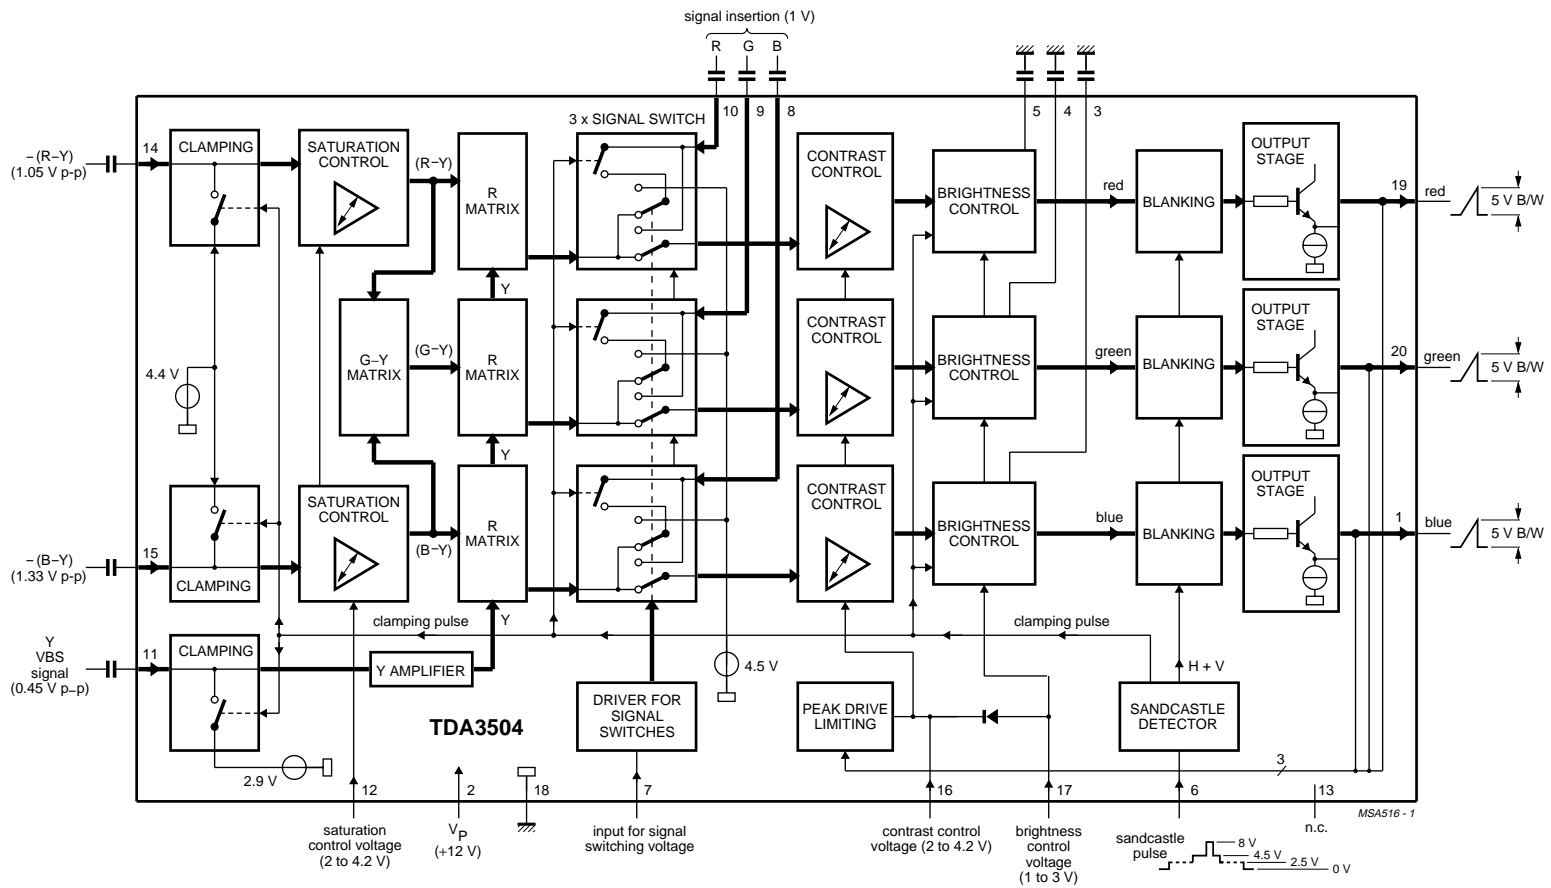 signal insertion (1 V)
R G B
10 9 8
5 4 3
3 x SIGNAL SWITCH
−(R−Y)
(1.05 V p-p)
14
CLAMPING
SATURATION
CONTROL
(R−Y)
R
MATRIX
CONTRAST
CONTROL
BRIGHTNESS
CONTROL
red
BLANKING
OUTPUT
STAGE
19
red
5 V B/W
Y
4.4 V
G−Y
MATRIX
(G−Y)
R
MATRIX
CONTRAST
CONTROL
BRIGHTNESS
CONTROL
green
BLANKING
OUTPUT
STAGE
20
green
5 V B/W
Y
−(B−Y)
(1.33 V p-p)
15
CLAMPING
SATURATION
CONTROL
(B−Y)
R
MATRIX
CONTRAST
CONTROL
BRIGHTNESS
CONTROL
blue
BLANKING
OUTPUT
STAGE
1
blue
5 V B/W
Y
clamping pulse
clamping pulse
Y
VBS
signal
(0.45 V p−p)
11
CLAMPING
Y AMPLIFIER
4.5 V
H + V
TDA3504
DRIVER FOR
SIGNAL
SWITCHES
PEAK DRIVE
LIMITING
SANDCASTLE
DETECTOR
2.9 V
3
12 2 18 7 16 17 6 13
MSA516 - 1
saturation
control voltage
(2 to 4.2 V)
VP
(+12 V)
input for signal
switching voltage
contrast control
voltage (2 to 4.2 V)
brightness
control
voltage
(1 to 3 V)
sandcastle
pulse
8 V
4.5 V
2.5 V
0 V
n.c.